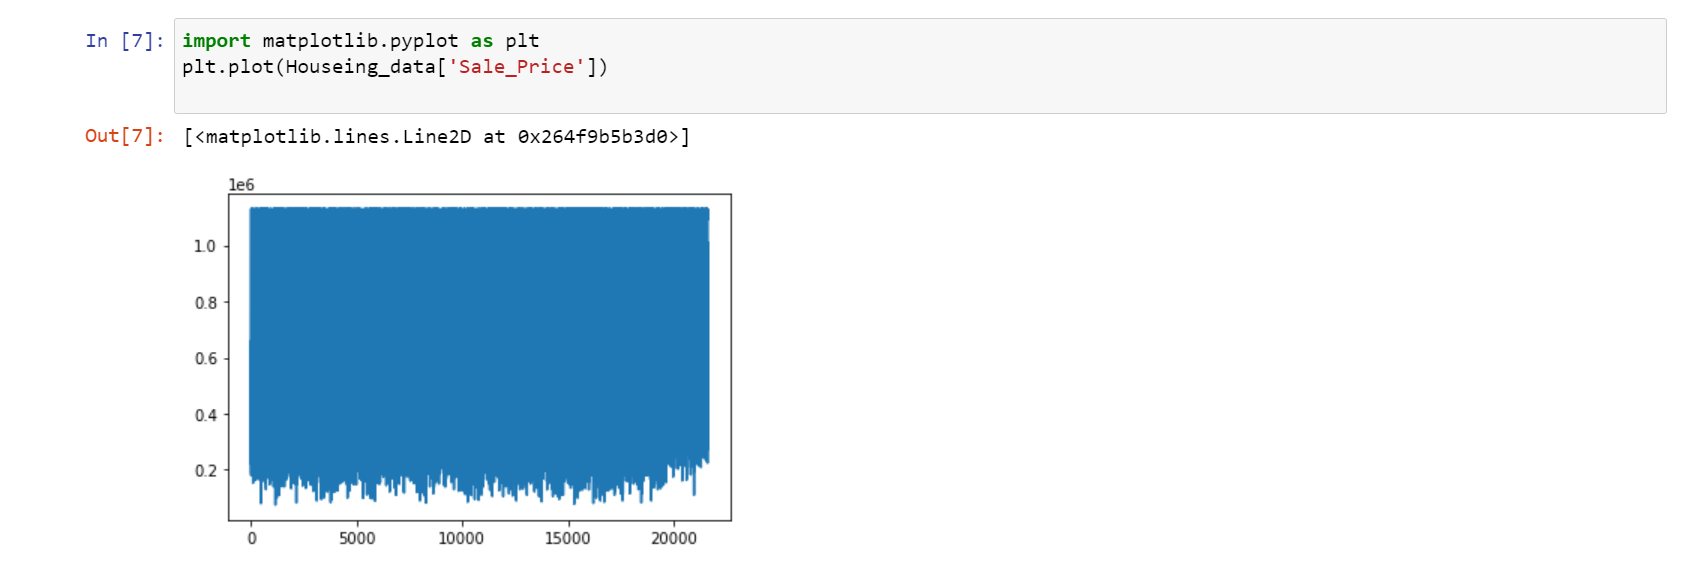 In [7]: import matplotlib.pyplot as plt
plt.plot(Houseing_data['Sale_Price'])
Out[7]: [<matplotlib.lines.Line2D at 0x264f9b5b3d0>]
1e6
1.0
0.8
0.6
0.4
0.2
0 5000 10000 15000 20000